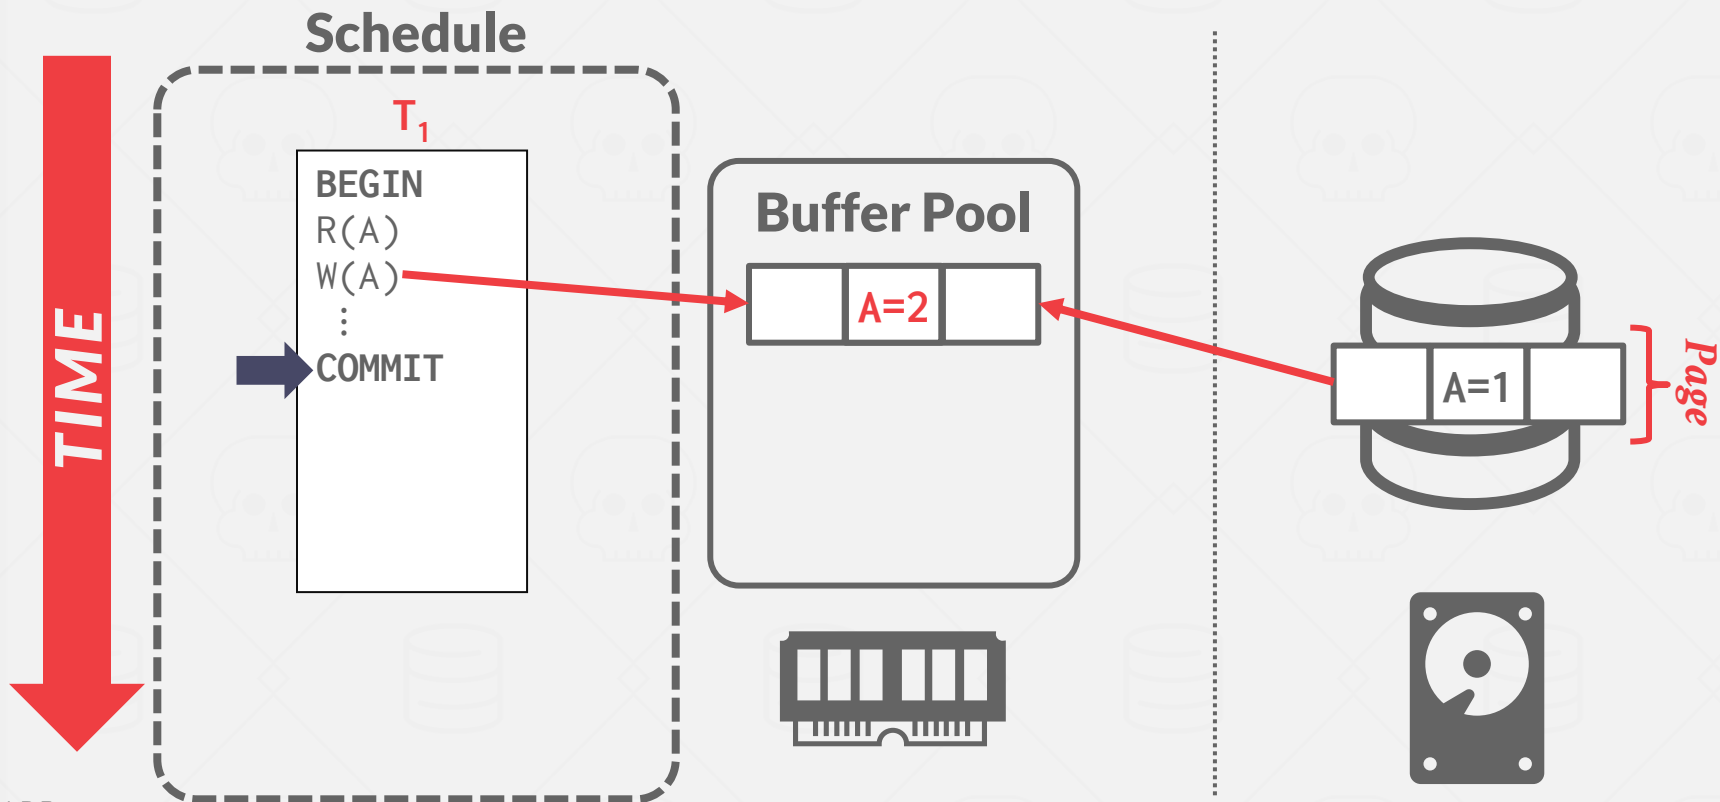 Schedule
T1
BEGIN
R(A)
W(A)
⋮
COMMIT
TIME
Buffer Pool
A=2
A=1
Page